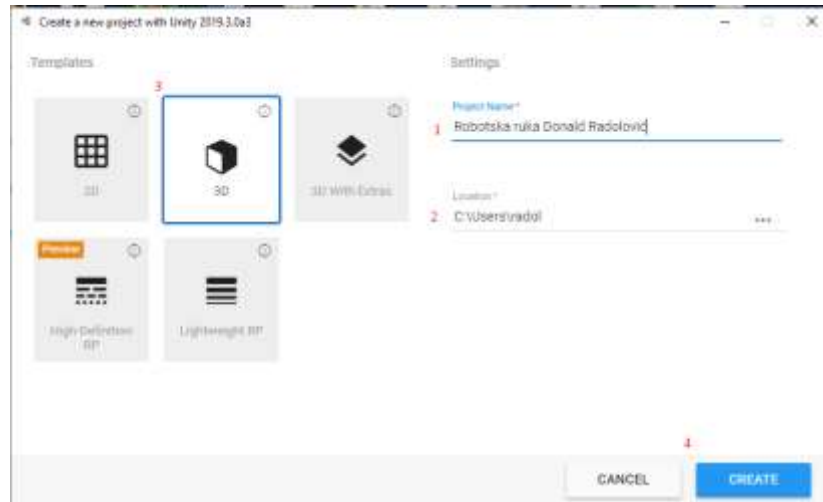 Create a new project with Unity 2019.3.0a3
Templates
Settings
3
2D
3D
3D With Extras
Preview
High-Definition
RP
Lightweight RP
Project Name*
1 Robotska ruka Donald Radolović
Location*
2 C:\Users\radol
...
4
CANCEL
CREATE